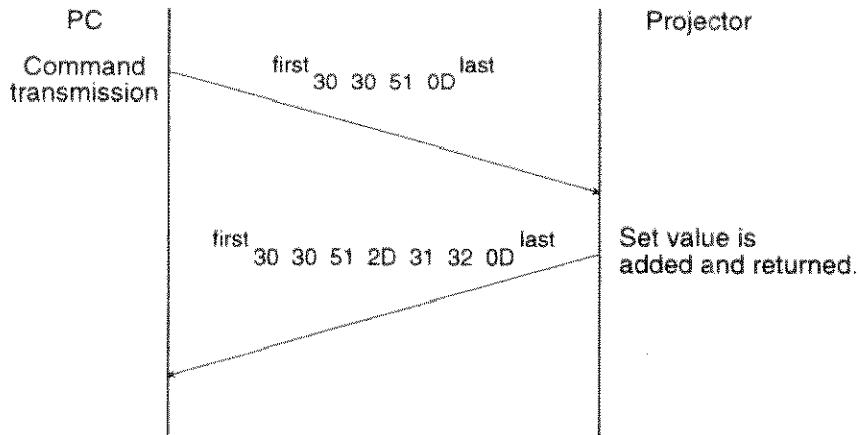 PC
Projector
Command
transmission
first 30 30 51 0D last
first 30 30 51 2D 31 32 0D last
Set value is
added and returned.